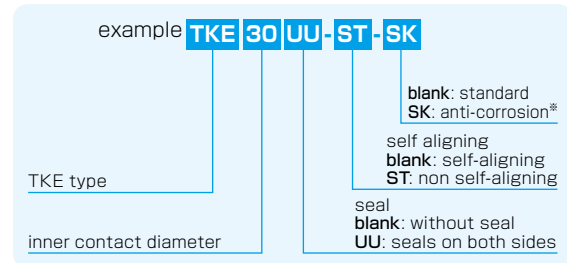 example TKE 30 UU - ST - SK
blank: standard
SK: anti-corrosion※
self aligning
blank: self-aligning
ST: non self-aligning
TKE type
seal
blank: without seal
UU: seals on both sides
inner contact diameter